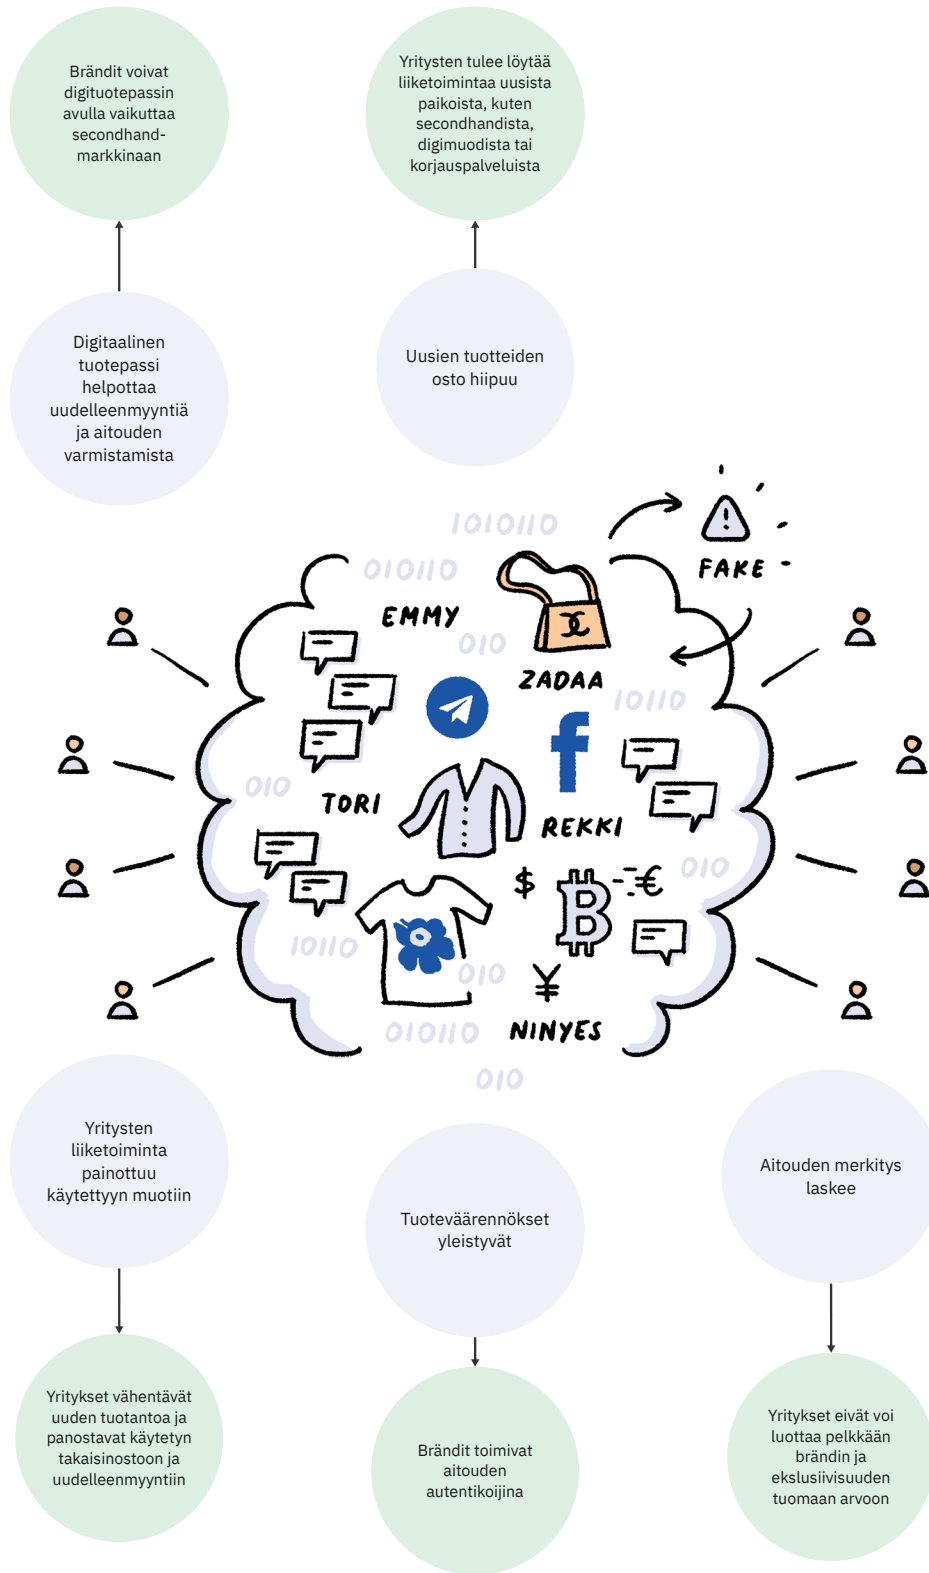 Brändit voivat
digituotepassin
avulla vaikuttaa
secondhand-
markkinaan
Yritysten tulee löytää
liiketoimintaa uusista
paikoista, kuten
secondhandista,
digimuodista tai
korjauspalveluista
Digitaalinen
tuotepassi
helpottaa
uudelleenmyyntiä
ja aitouden
varmistamista
Uusien tuotteiden
osto hiipuu
1010110
010110
FAKE
EMMY
010
ZADAA
10110
f
010
TORI
REKKI
010
$
€
10110
010
¥
010110
NINYES
010
Yritysten
liiketoiminta
painottuu
käytettyyn muotiin
Tuoteväärennökset
yleistyvät
Aitouden merkitys
laskee
Yritykset vähentävät
uuden tuotantoa ja
panostavat käytetyn
takaisinostoon ja
uudelleenmyyntiin
Brändit toimivat
aitouden
autentikoijina
Yritykset eivät voi
luottaa pelkkään
brändin ja
ekslusiivisuuden
tuomaan arvoon